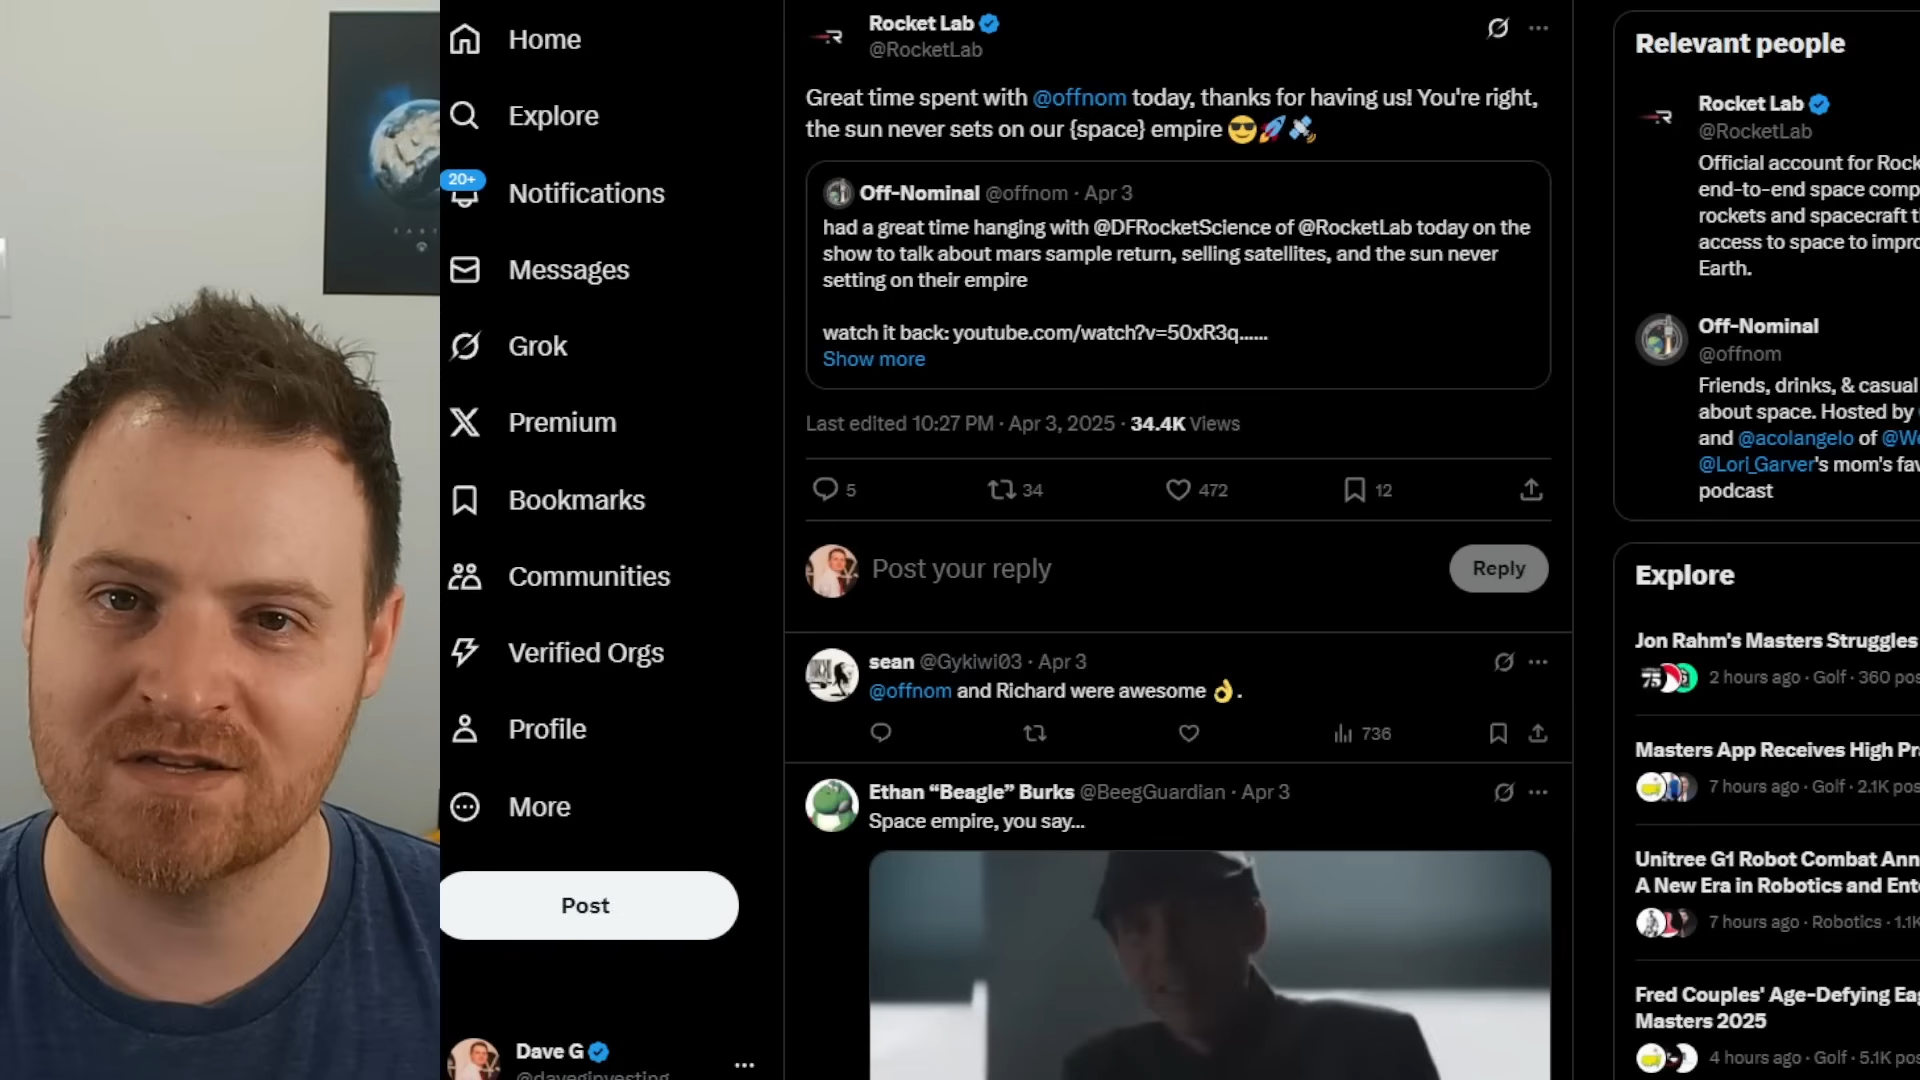 Home
Explore
20+
Notifications
Messages
Grok
Premium
Bookmarks
Communities
Verified Orgs
Profile
More
Post
Dave G
@daveginvesting
Rocket Lab
@RocketLab
Great time spent with @offnom today, thanks for having us! You're right,
the sun never sets on our {space} empire 😎🚀🛰️
Off-Nominal @offnom · Apr 3
had a great time hanging with @DFRocketScience of @RocketLab today on the
show to talk about mars sample return, selling satellites, and the sun never
setting on their empire
watch it back: youtube.com/watch?v=50xR3q......
Show more
Last edited 10:27 PM · Apr 3, 2025 · 34.4K Views
5 34 472 12
Post your reply
Reply
sean @Gykiwi03 · Apr 3
@offnom and Richard were awesome 👌.
736
Ethan “Beagle” Burks @BeegGuardian · Apr 3
Space empire, you say...
Relevant people
Rocket Lab
@RocketLab
Official account for Rock
end-to-end space comp
rockets and spacecraft t
access to space to impro
Earth.
Off-Nominal
@offnom
Friends, drinks, & casual
about space. Hosted by
and @acolangelo of @We
@Lori_Garver's mom's fav
podcast
Explore
Jon Rahm's Masters Struggles
2 hours ago · Golf · 360 pos
Masters App Receives High Pra
7 hours ago · Golf · 2.1K pos
Unitree G1 Robot Combat Ann
A New Era in Robotics and Ente
7 hours ago · Robotics · 1.1K
Fred Couples' Age-Defying Eag
Masters 2025
4 hours ago · Golf · 5.1K pos